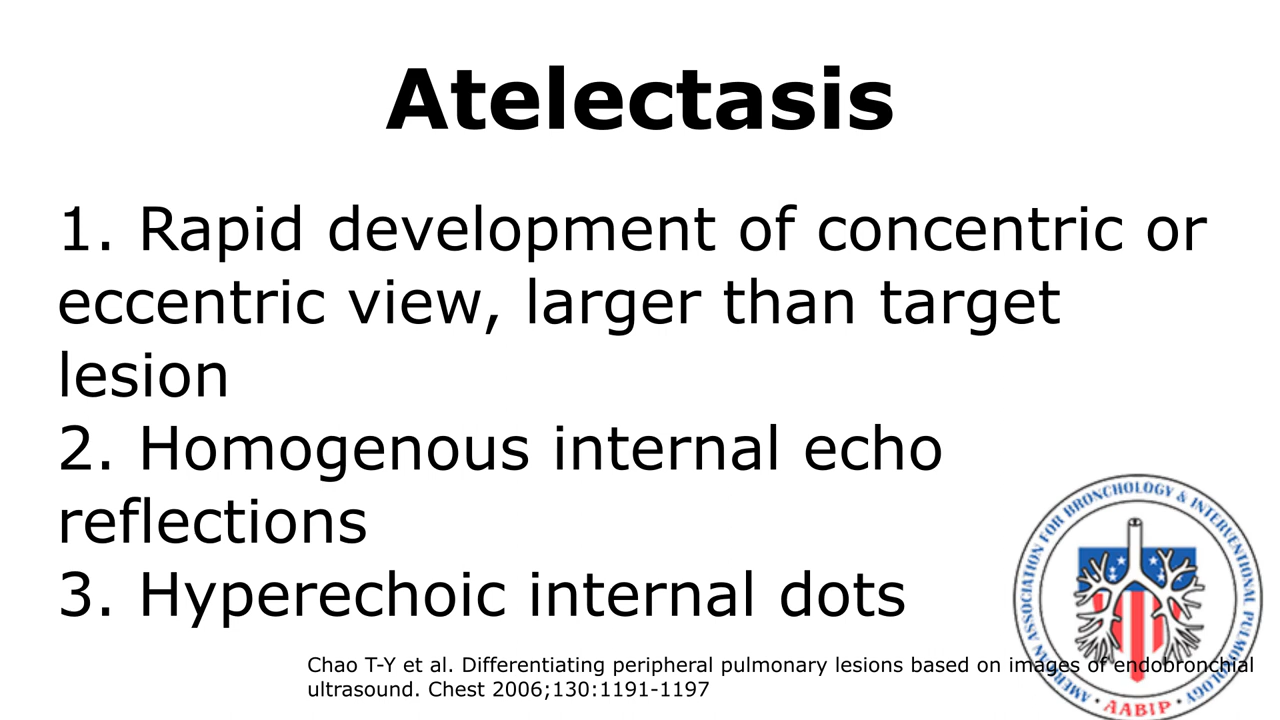 Atelectasis
1. Rapid development of concentric or
eccentric view, larger than target
lesion
2. Homogenous internal echo
reflections
3. Hyperechoic internal dots
Chao T-Y et al. Differentiating peripheral pulmonary lesions based on images of endobronchial
ultrasound. Chest 2006;130:1191-1197
AMERICAN ASSOCIATION FOR BRONCHOLOGY & INTERVENTIONAL PULMONOLOGY
• AABIP •